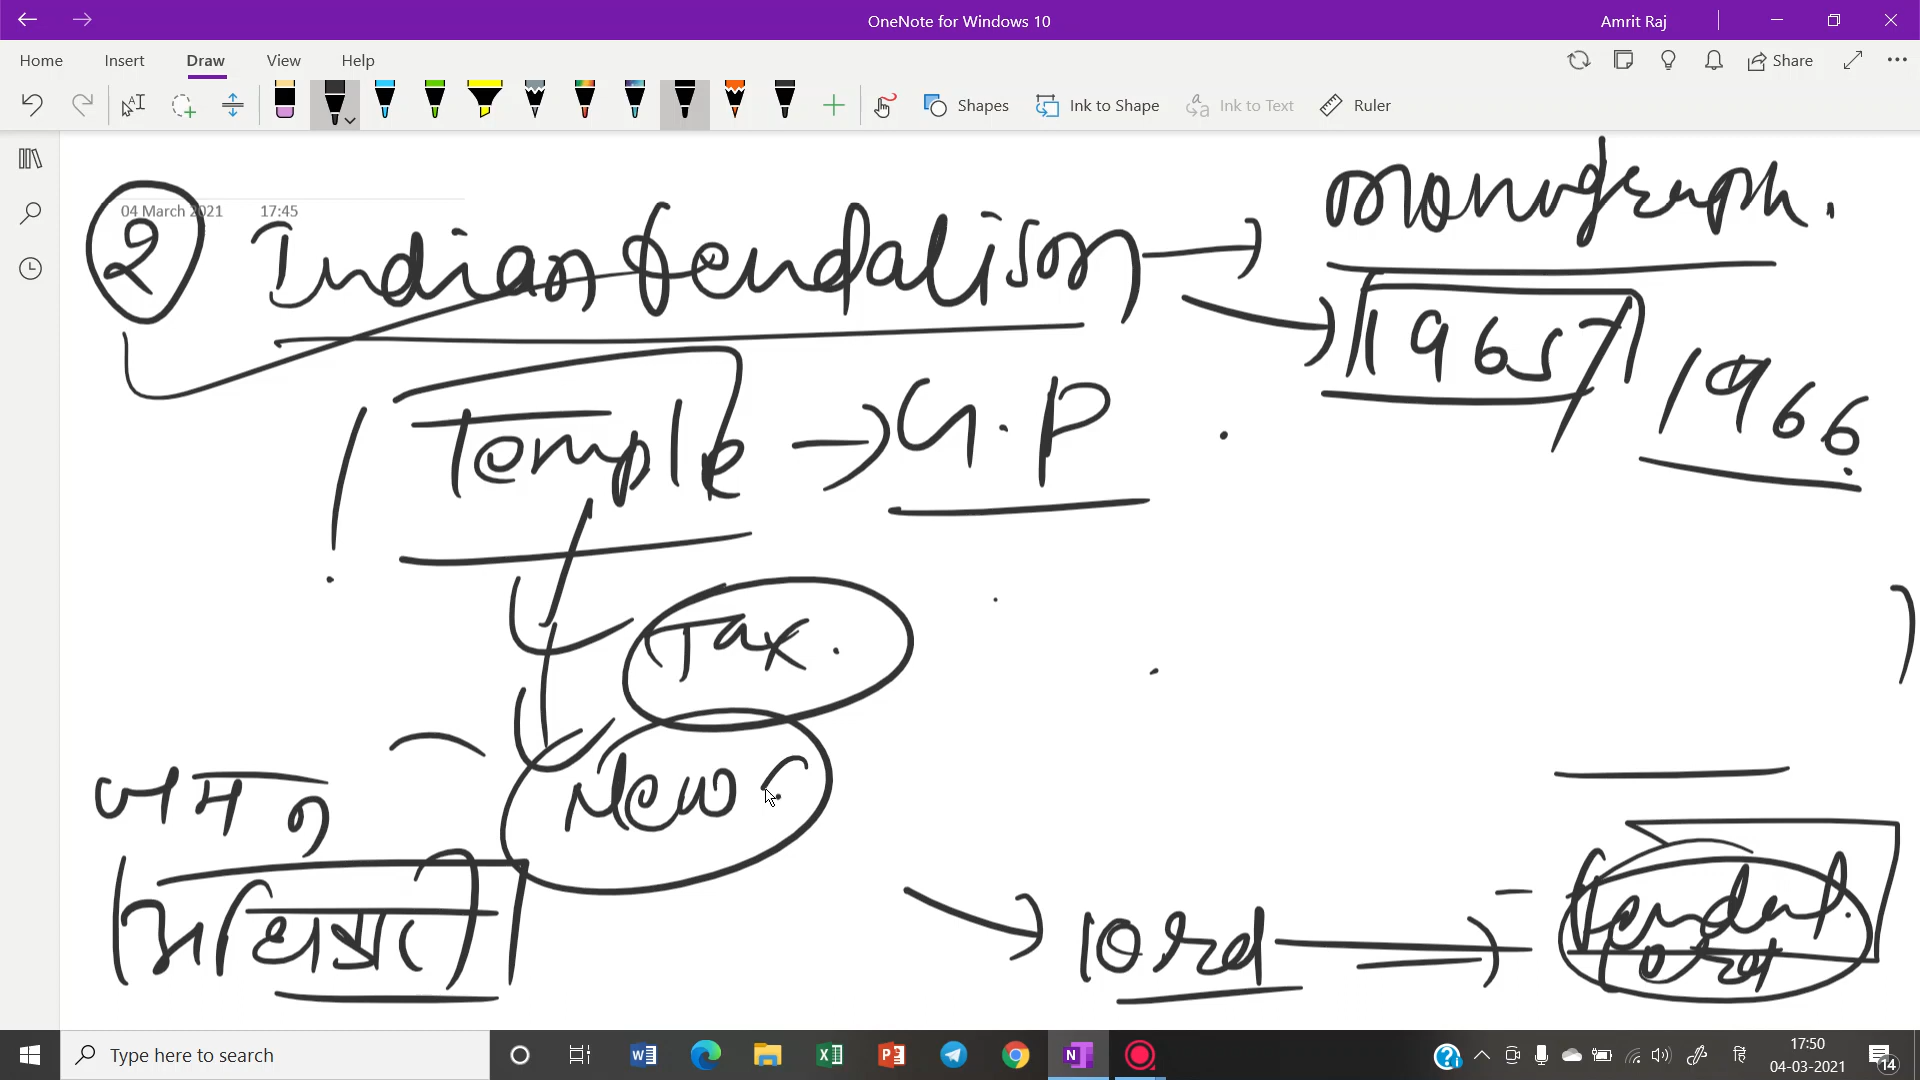 OneNote for Windows 10
Amrit Raj
Home Insert Draw View Help
Share
Shapes Ink to Shape Ink to Text Ruler
04 March 2021 17:45
2 Indian feudalism → monograph.
1965
1966
Temple → G.P
Tax.
New
lord
Feudal
lord
Type here to search
17:50
04-03-2021
14